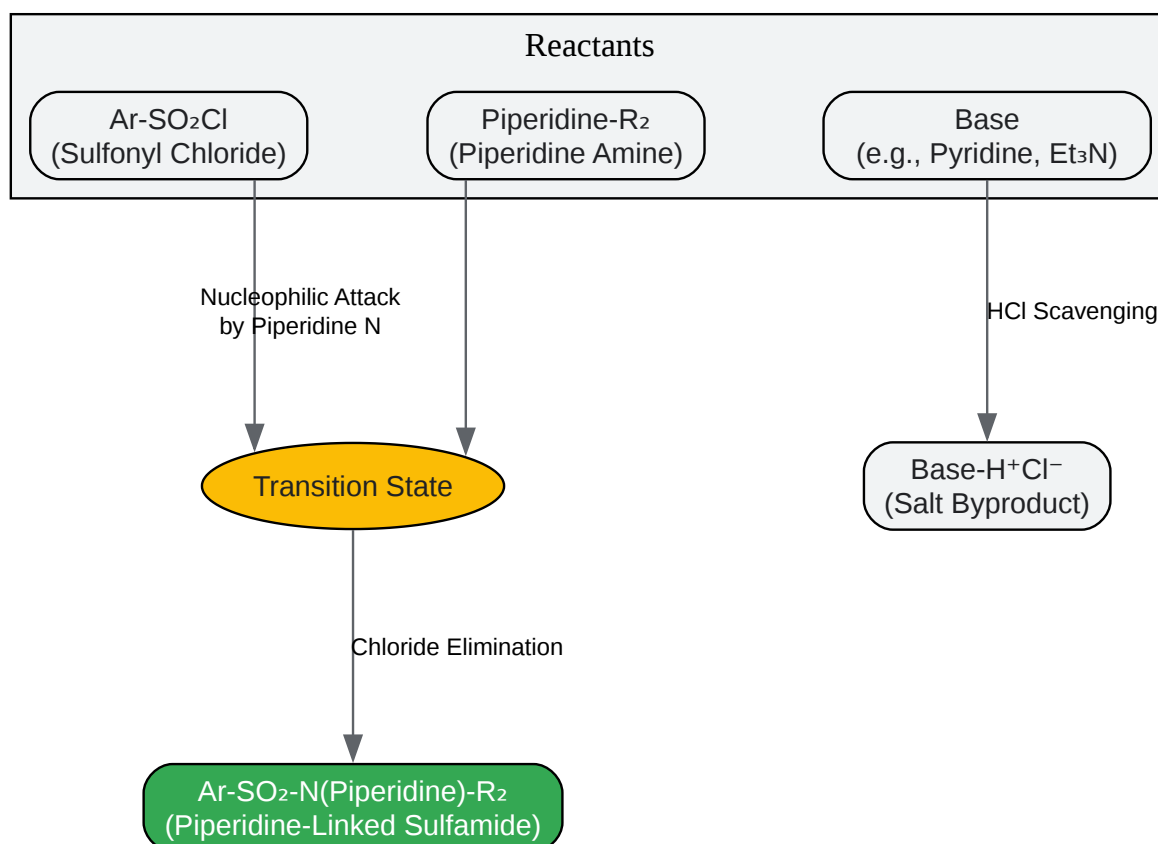 Reactants
Ar-SO₂Cl
(Sulfonyl Chloride)
Piperidine-R₂
(Piperidine Amine)
Base
(e.g., Pyridine, Et₃N)
Nucleophilic Attack
by Piperidine N
HCl Scavenging
Transition State
Base-H⁺Cl⁻
(Salt Byproduct)
Chloride Elimination
Ar-SO₂-N(Piperidine)-R₂
(Piperidine-Linked Sulfamide)